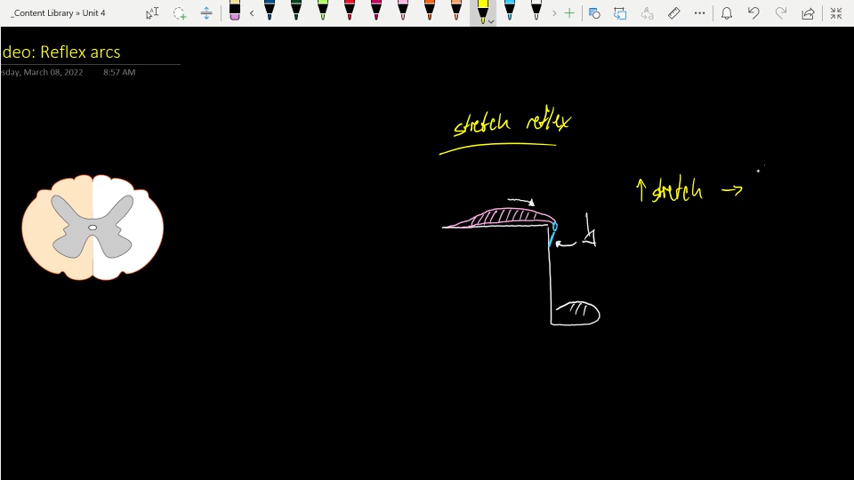 _Content Library » Unit 4
deo: Reflex arcs
sday, March 08, 2022 8:57 AM
stretch reflex
↑ stretch →